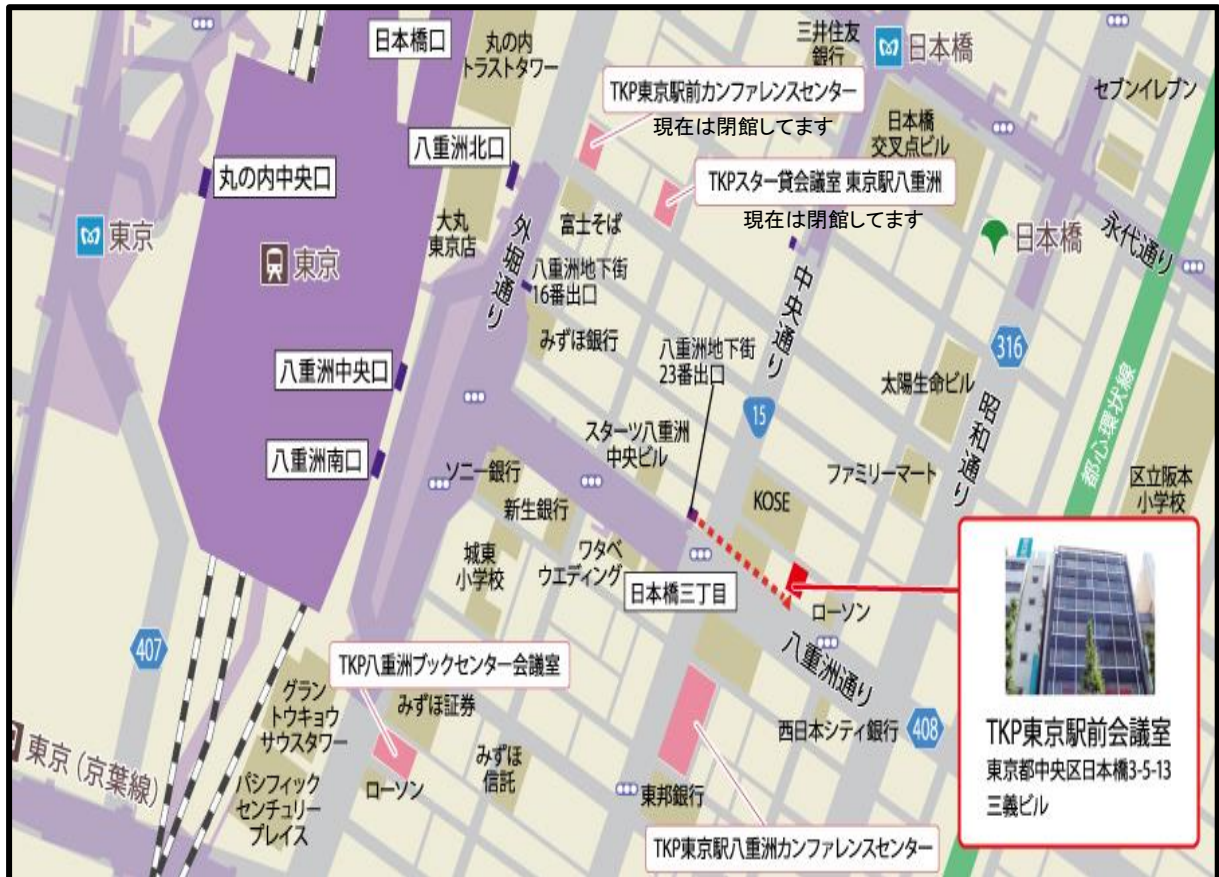 日本橋口
丸の内
トラストタワー
三井住友
銀行
日本橋
セブンイレブン
TKP東京駅前カンファレンスセンター
現在は閉館してます
日本橋
交叉点ビル
八重洲北口
丸の内中央口
TKPスター貸会議室 東京駅八重洲
現在は閉館してます
東京
東京
大丸
東京店
外堀通り
富士そば
日本橋
永代通り
八重洲地下街
16番出口
中央通り
みずほ銀行
八重洲地下街
23番出口
316
八重洲中央口
太陽生命ビル
昭和通り
都心環状線
15
スターツ八重洲
中央ビル
八重洲南口
ソニー銀行
ファミリーマート
区立阪本
小学校
KOSE
新生銀行
城東
小学校
ワタベ
ウエディング
日本橋三丁目
ローソン
八重洲通り
407
TKP八重洲ブックセンター会議室
グラン
トウキョウ
サウスタワー
みずほ証券
西日本シティ銀行
408
TKP東京駅前会議室
東京都中央区日本橋3-5-13
三義ビル
東京(京葉線)
みずほ
信託
パシフィック
センチュリー
プレイス
ローソン
東邦銀行
TKP東京駅八重洲カンファレンスセンター